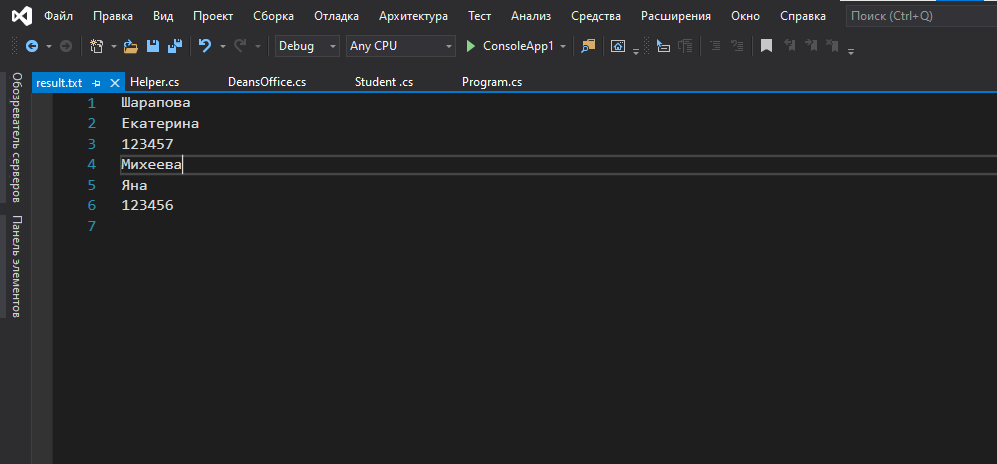 Файл Правка Вид Проект Сборка Отладка Архитектура Тест Анализ Средства Расширения Окно Справка Поиск (Ctrl+Q)
Debug Any CPU ConsoleApp1
result.txt Helper.cs DeansOffice.cs Student .cs Program.cs
Обозреватель серверов
Панель элементов
1 Шарапова
2 Екатерина
3 123457
4 Михеева
5 Яна
6 123456
7